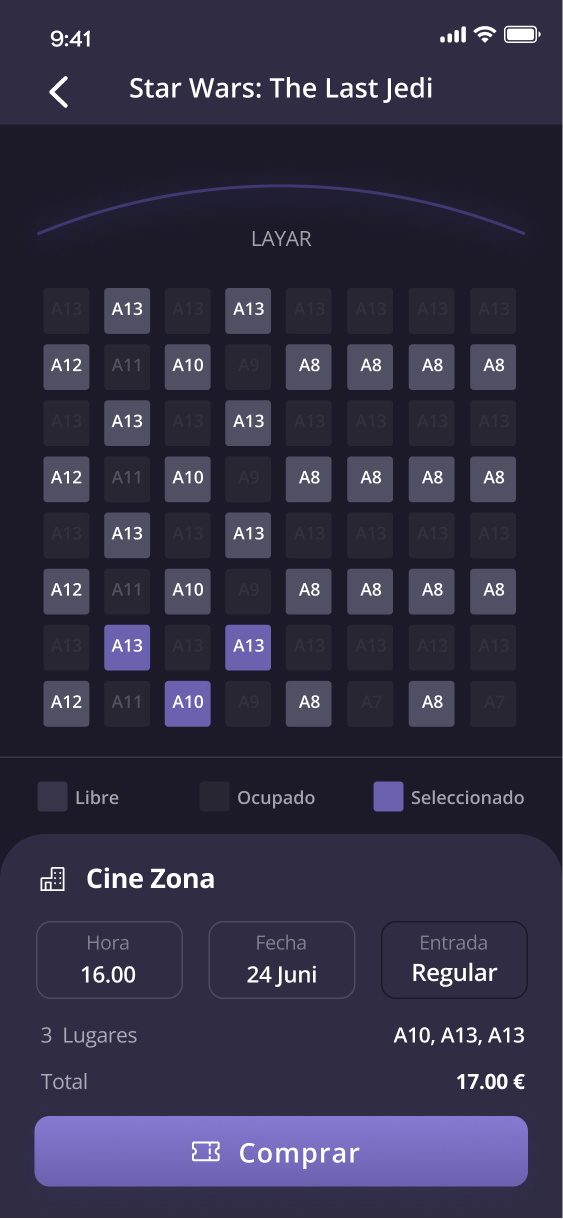 9:41
Star Wars: The Last Jedi
LAYAR
A13 A13 A13 A13 A13 A13 A13 A13
A12 A11 A10 A9 A8 A8 A8 A8
A13 A13 A13 A13 A13 A13 A13 A13
A12 A11 A10 A9 A8 A8 A8 A8
A13 A13 A13 A13 A13 A13 A13 A13
A12 A11 A10 A9 A8 A8 A8 A8
A13 A13 A13 A13 A13 A13 A13 A13
A12 A11 A10 A9 A8 A7 A8 A7
Libre Ocupado Seleccionado
Cine Zona
Hora Fecha Entrada
16.00 24 Juni Regular
3 Lugares A10, A13, A13
Total 17.00 €
Comprar